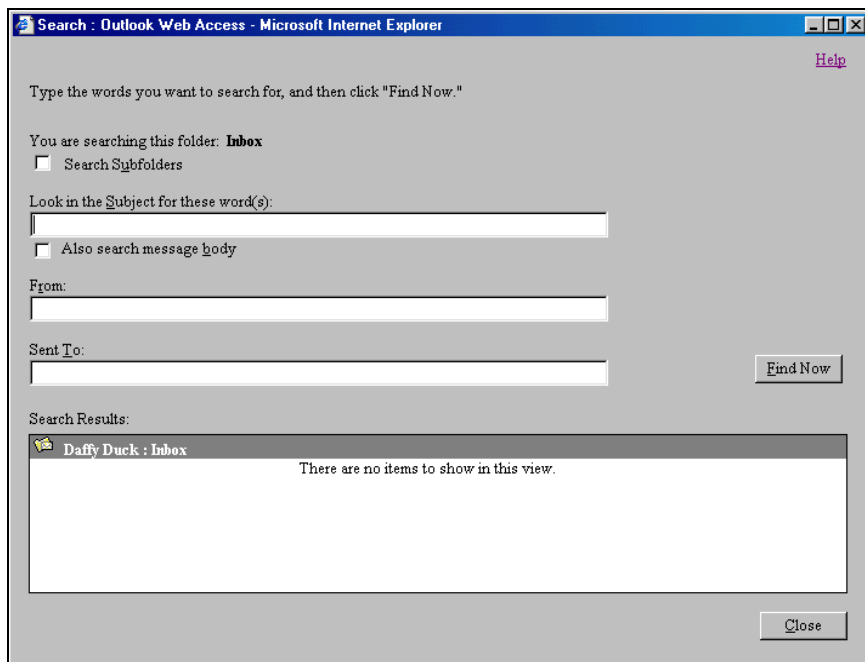 Search : Outlook Web Access - Microsoft Internet Explorer
Help
Type the words you want to search for, and then click "Find Now."
You are searching this folder: Inbox
Search Subfolders
Look in the Subject for these word(s):
Also search message body
From:
Sent To:
Find Now
Search Results:
Daffy Duck : Inbox
There are no items to show in this view.
Close